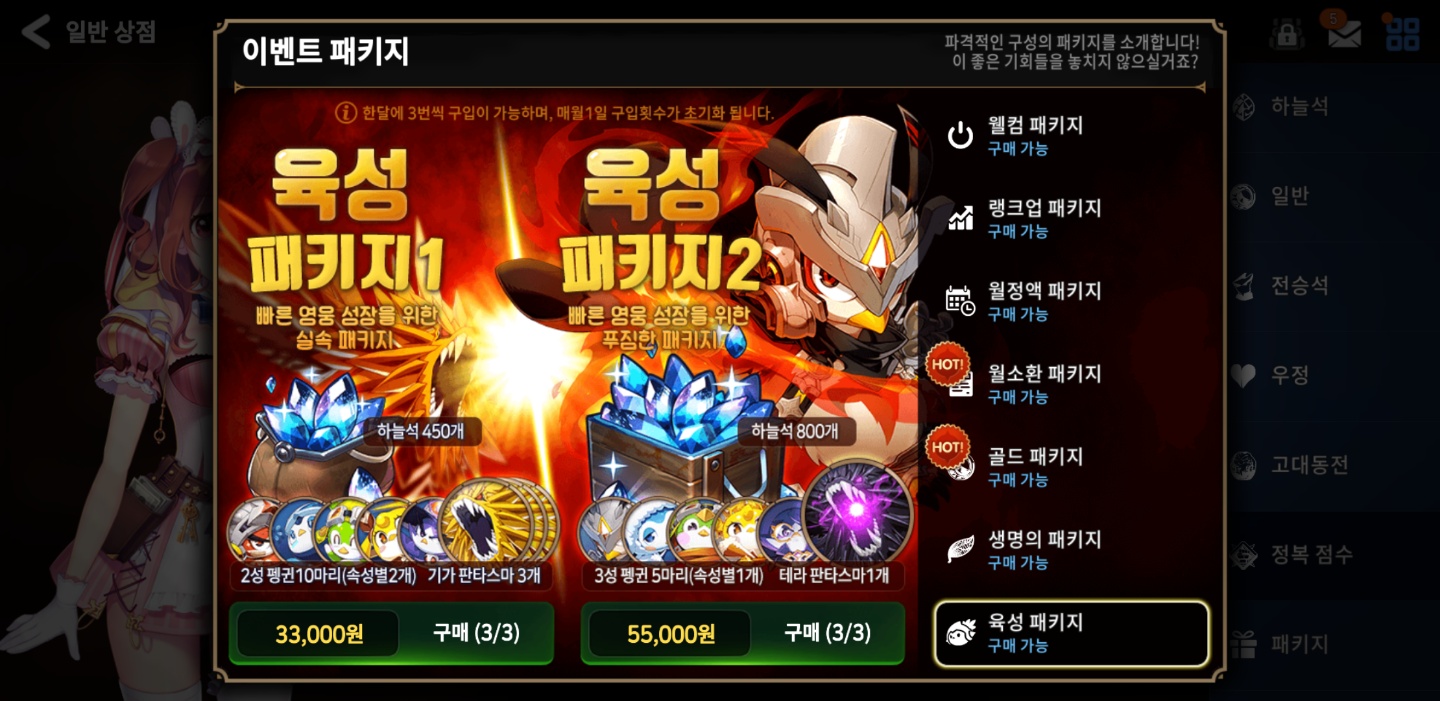 일반 상점
이벤트 패키지
파격적인 구성의 패키지를 소개합니다!
이 좋은 기회들을 놓치지 않으실거죠?
5
한달에 3번씩 구입이 가능하며, 매월1일 구입횟수가 초기화 됩니다.
육성
패키지1
빠른 영웅 성장을 위한
실속 패키지
하늘석 450개
2성 펭귄10마리(속성별2개) 기가 판타스마 3개
33,000원 구매 (3/3)
육성
패키지2
빠른 영웅 성장을 위한
푸짐한 패키지
하늘석 800개
3성 펭귄 5마리(속성별1개) 테라 판타스마1개
55,000원 구매 (3/3)
웰컴 패키지
구매 가능
랭크업 패키지
구매 가능
월정액 패키지
구매 가능
HOT!
월소환 패키지
구매 가능
HOT!
골드 패키지
구매 가능
생명의 패키지
구매 가능
육성 패키지
구매 가능
하늘석
일반
전승석
우정
고대동전
정복 점수
패키지